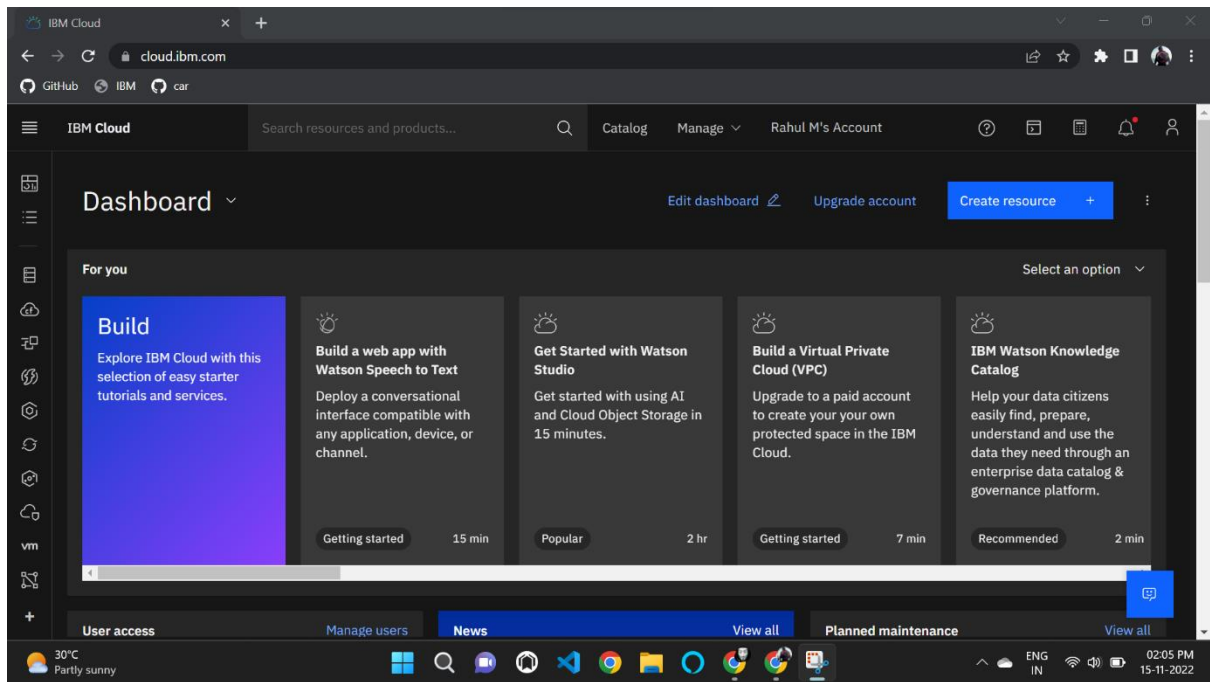 IBM Cloud
cloud.ibm.com
GitHub IBM car
IBM Cloud Search resources and products... Catalog Manage Rahul M's Account
Dashboard Edit dashboard Upgrade account Create resource +
For you Select an option
Build
Explore IBM Cloud with this
selection of easy starter
tutorials and services.
Build a web app with
Watson Speech to Text
Deploy a conversational
interface compatible with
any application, device, or
channel.
Getting started 15 min
Get Started with Watson
Studio
Get started with using AI
and Cloud Object Storage in
15 minutes.
Popular 2 hr
Build a Virtual Private
Cloud (VPC)
Upgrade to a paid account
to create your your own
protected space in the IBM
Cloud.
Getting started 7 min
IBM Watson Knowledge
Catalog
Help your data citizens
easily find, prepare,
understand and use the
data they need through an
enterprise data catalog &
governance platform.
Recommended 2 min
vm
User access Manage users
News View all
Planned maintenance View all
30°C
Partly sunny
ENG
IN
02:05 PM
15-11-2022